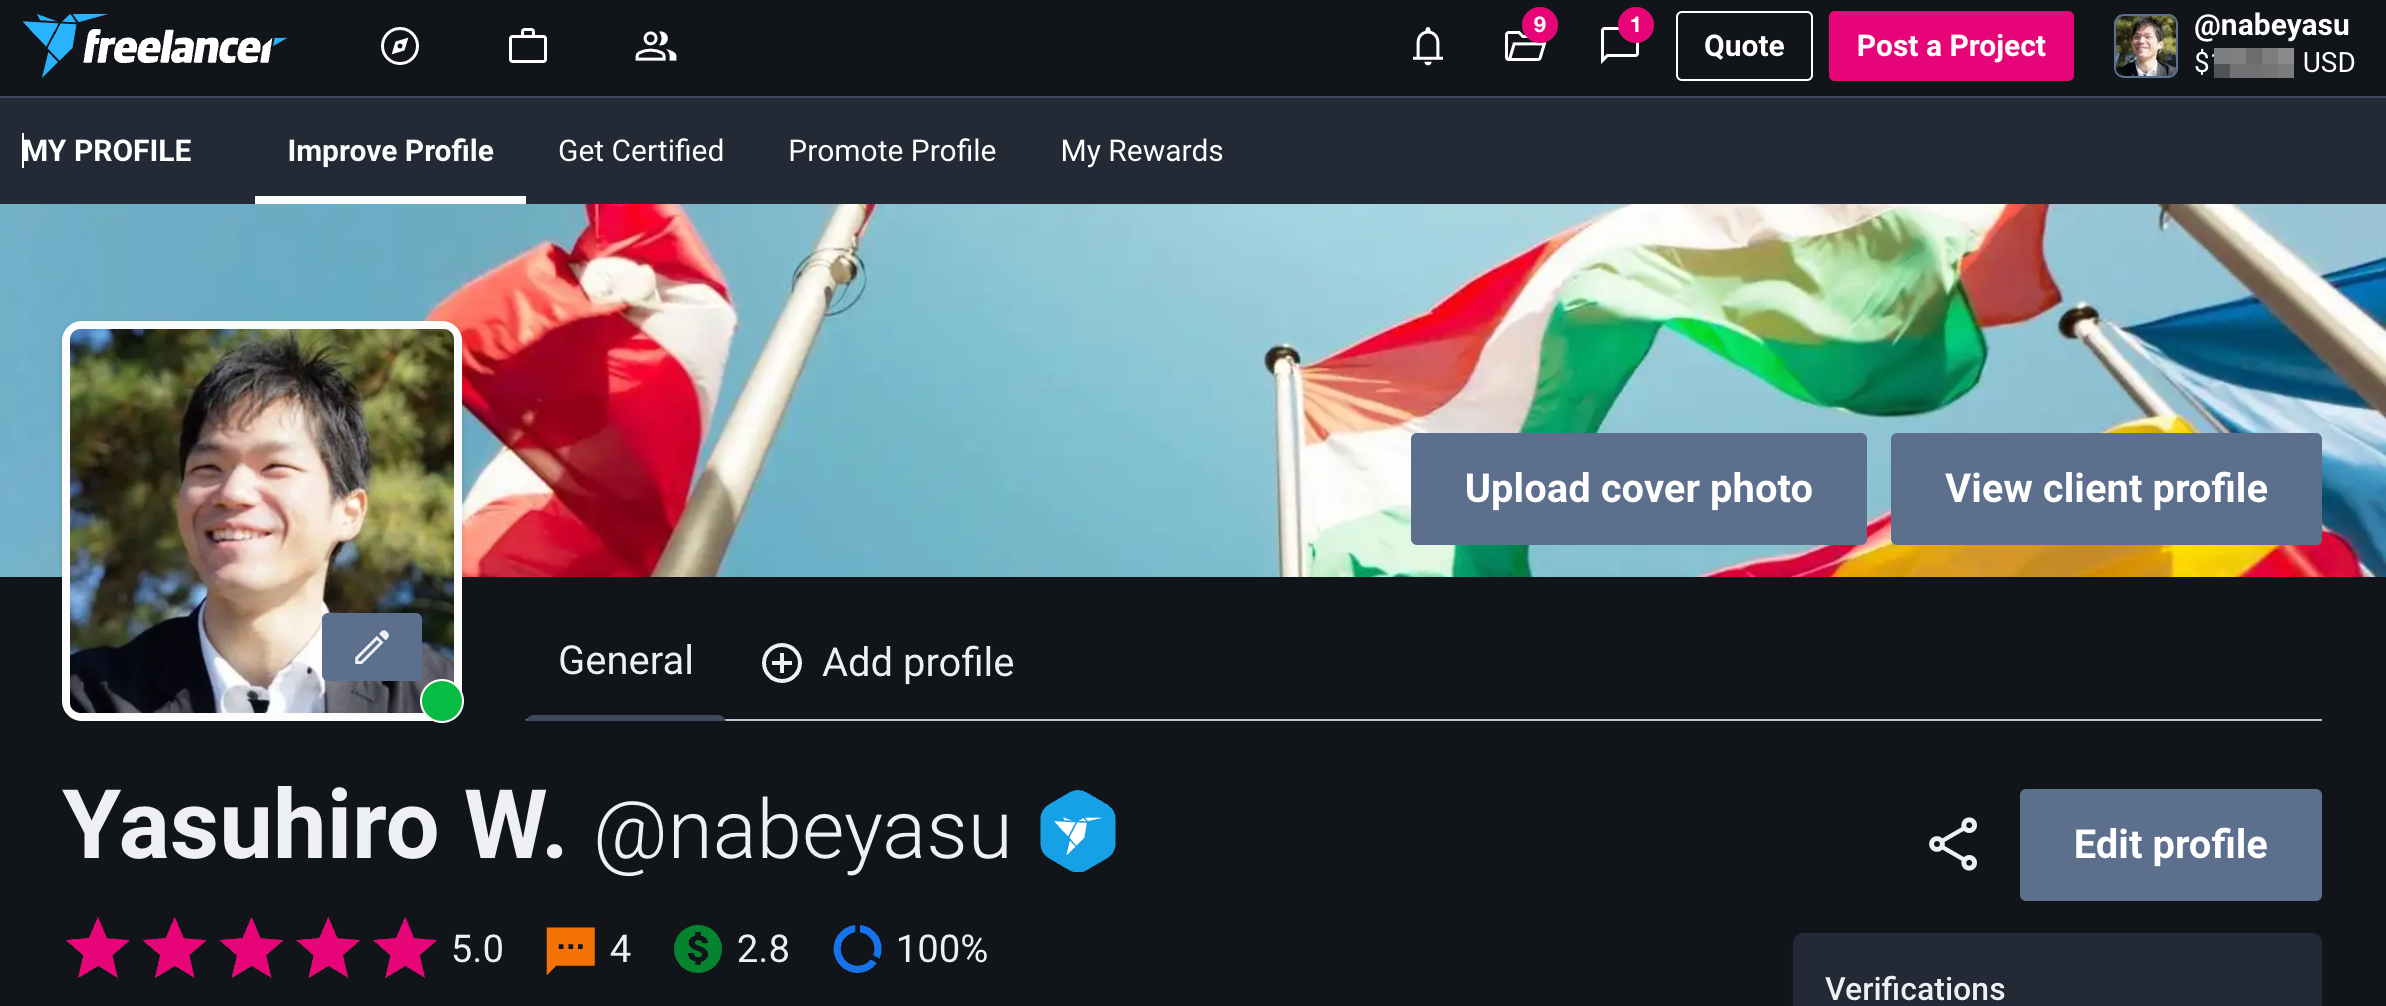 freelancer
9
1
Quote
Post a Project
@nabeyasu
$ USD
MY PROFILE
Improve Profile
Get Certified
Promote Profile
My Rewards
Upload cover photo
View client profile
General
Add profile
Yasuhiro W. @nabeyasu
Edit profile
5.0
4
$ 2.8
100%
Verifications